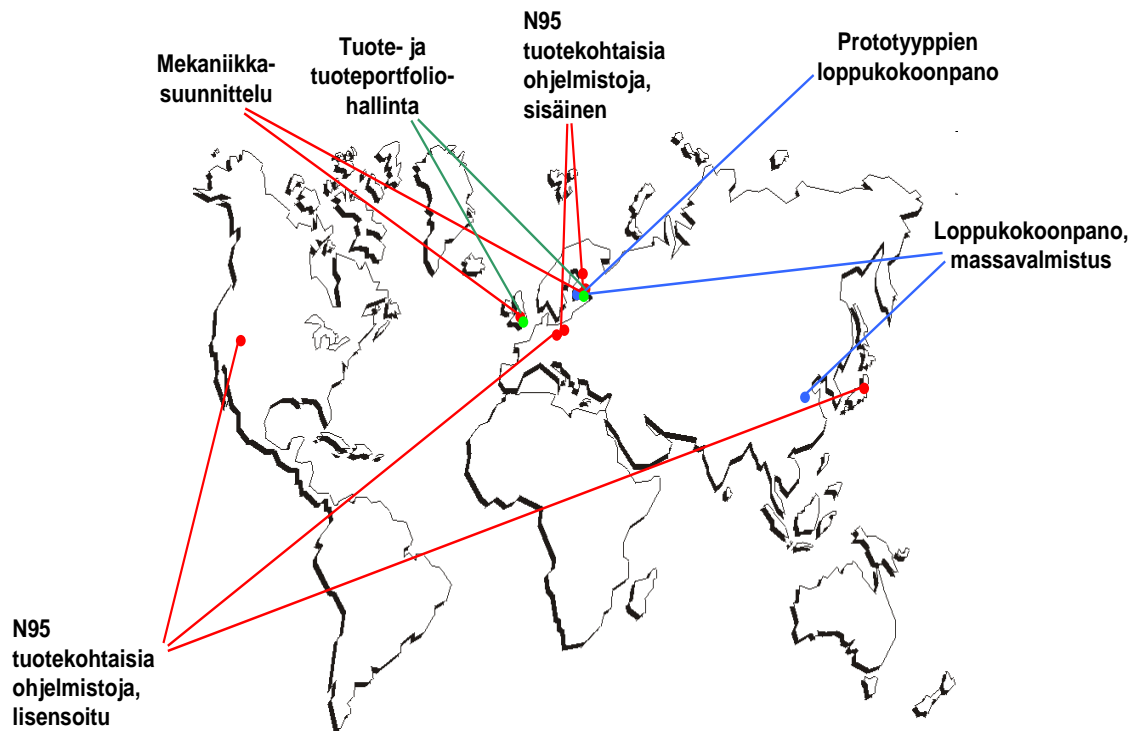 Mekaniikka-
suunnittelu
Tuote- ja
tuoteportfolio-
hallinta
N95
tuotekohtaisia
ohjelmistoja,
sisäinen
Prototyyppien
loppukokoonpano
Loppukokoonpano,
massavalmistus
N95
tuotekohtaisia
ohjelmistoja,
lisensoitu